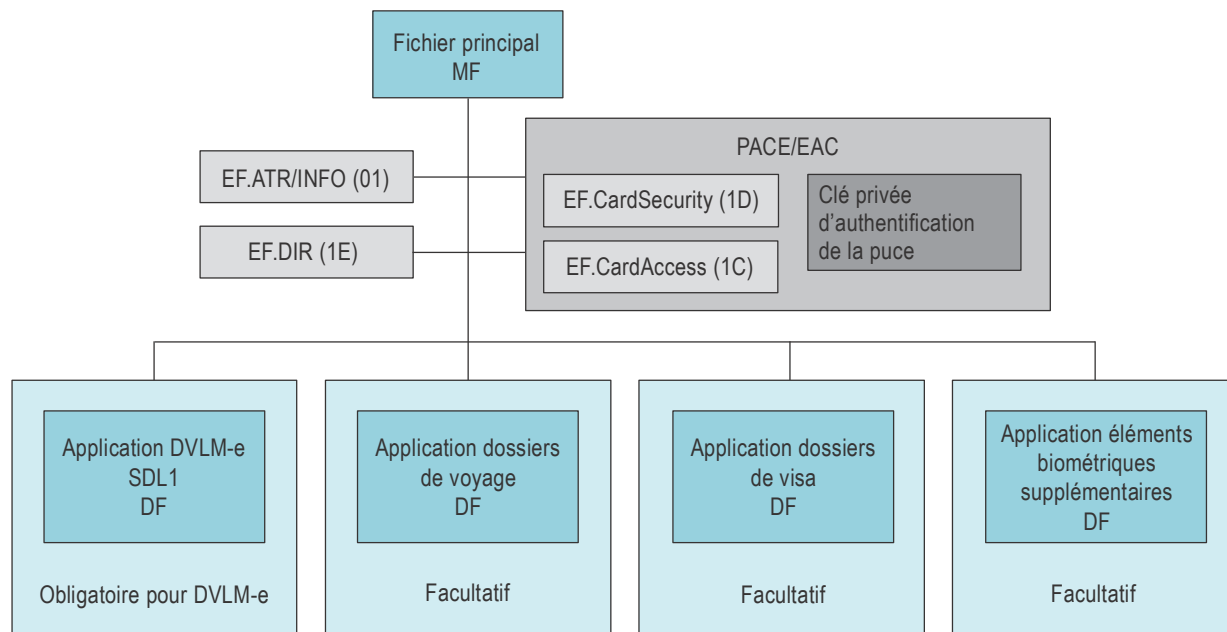 Fichier principal
MF
EF.ATR/INFO (01)
EF.DIR (1E)
PACE/EAC
EF.CardSecurity (1D)
EF.CardAccess (1C)
Clé privée
d’authentification
de la puce
Application DVLM-e
SDL1
DF
Obligatoire pour DVLM-e
Application dossiers
de voyage
DF
Facultatif
Application dossiers
de visa
DF
Facultatif
Application éléments
biométriques
supplémentaires
DF
Facultatif